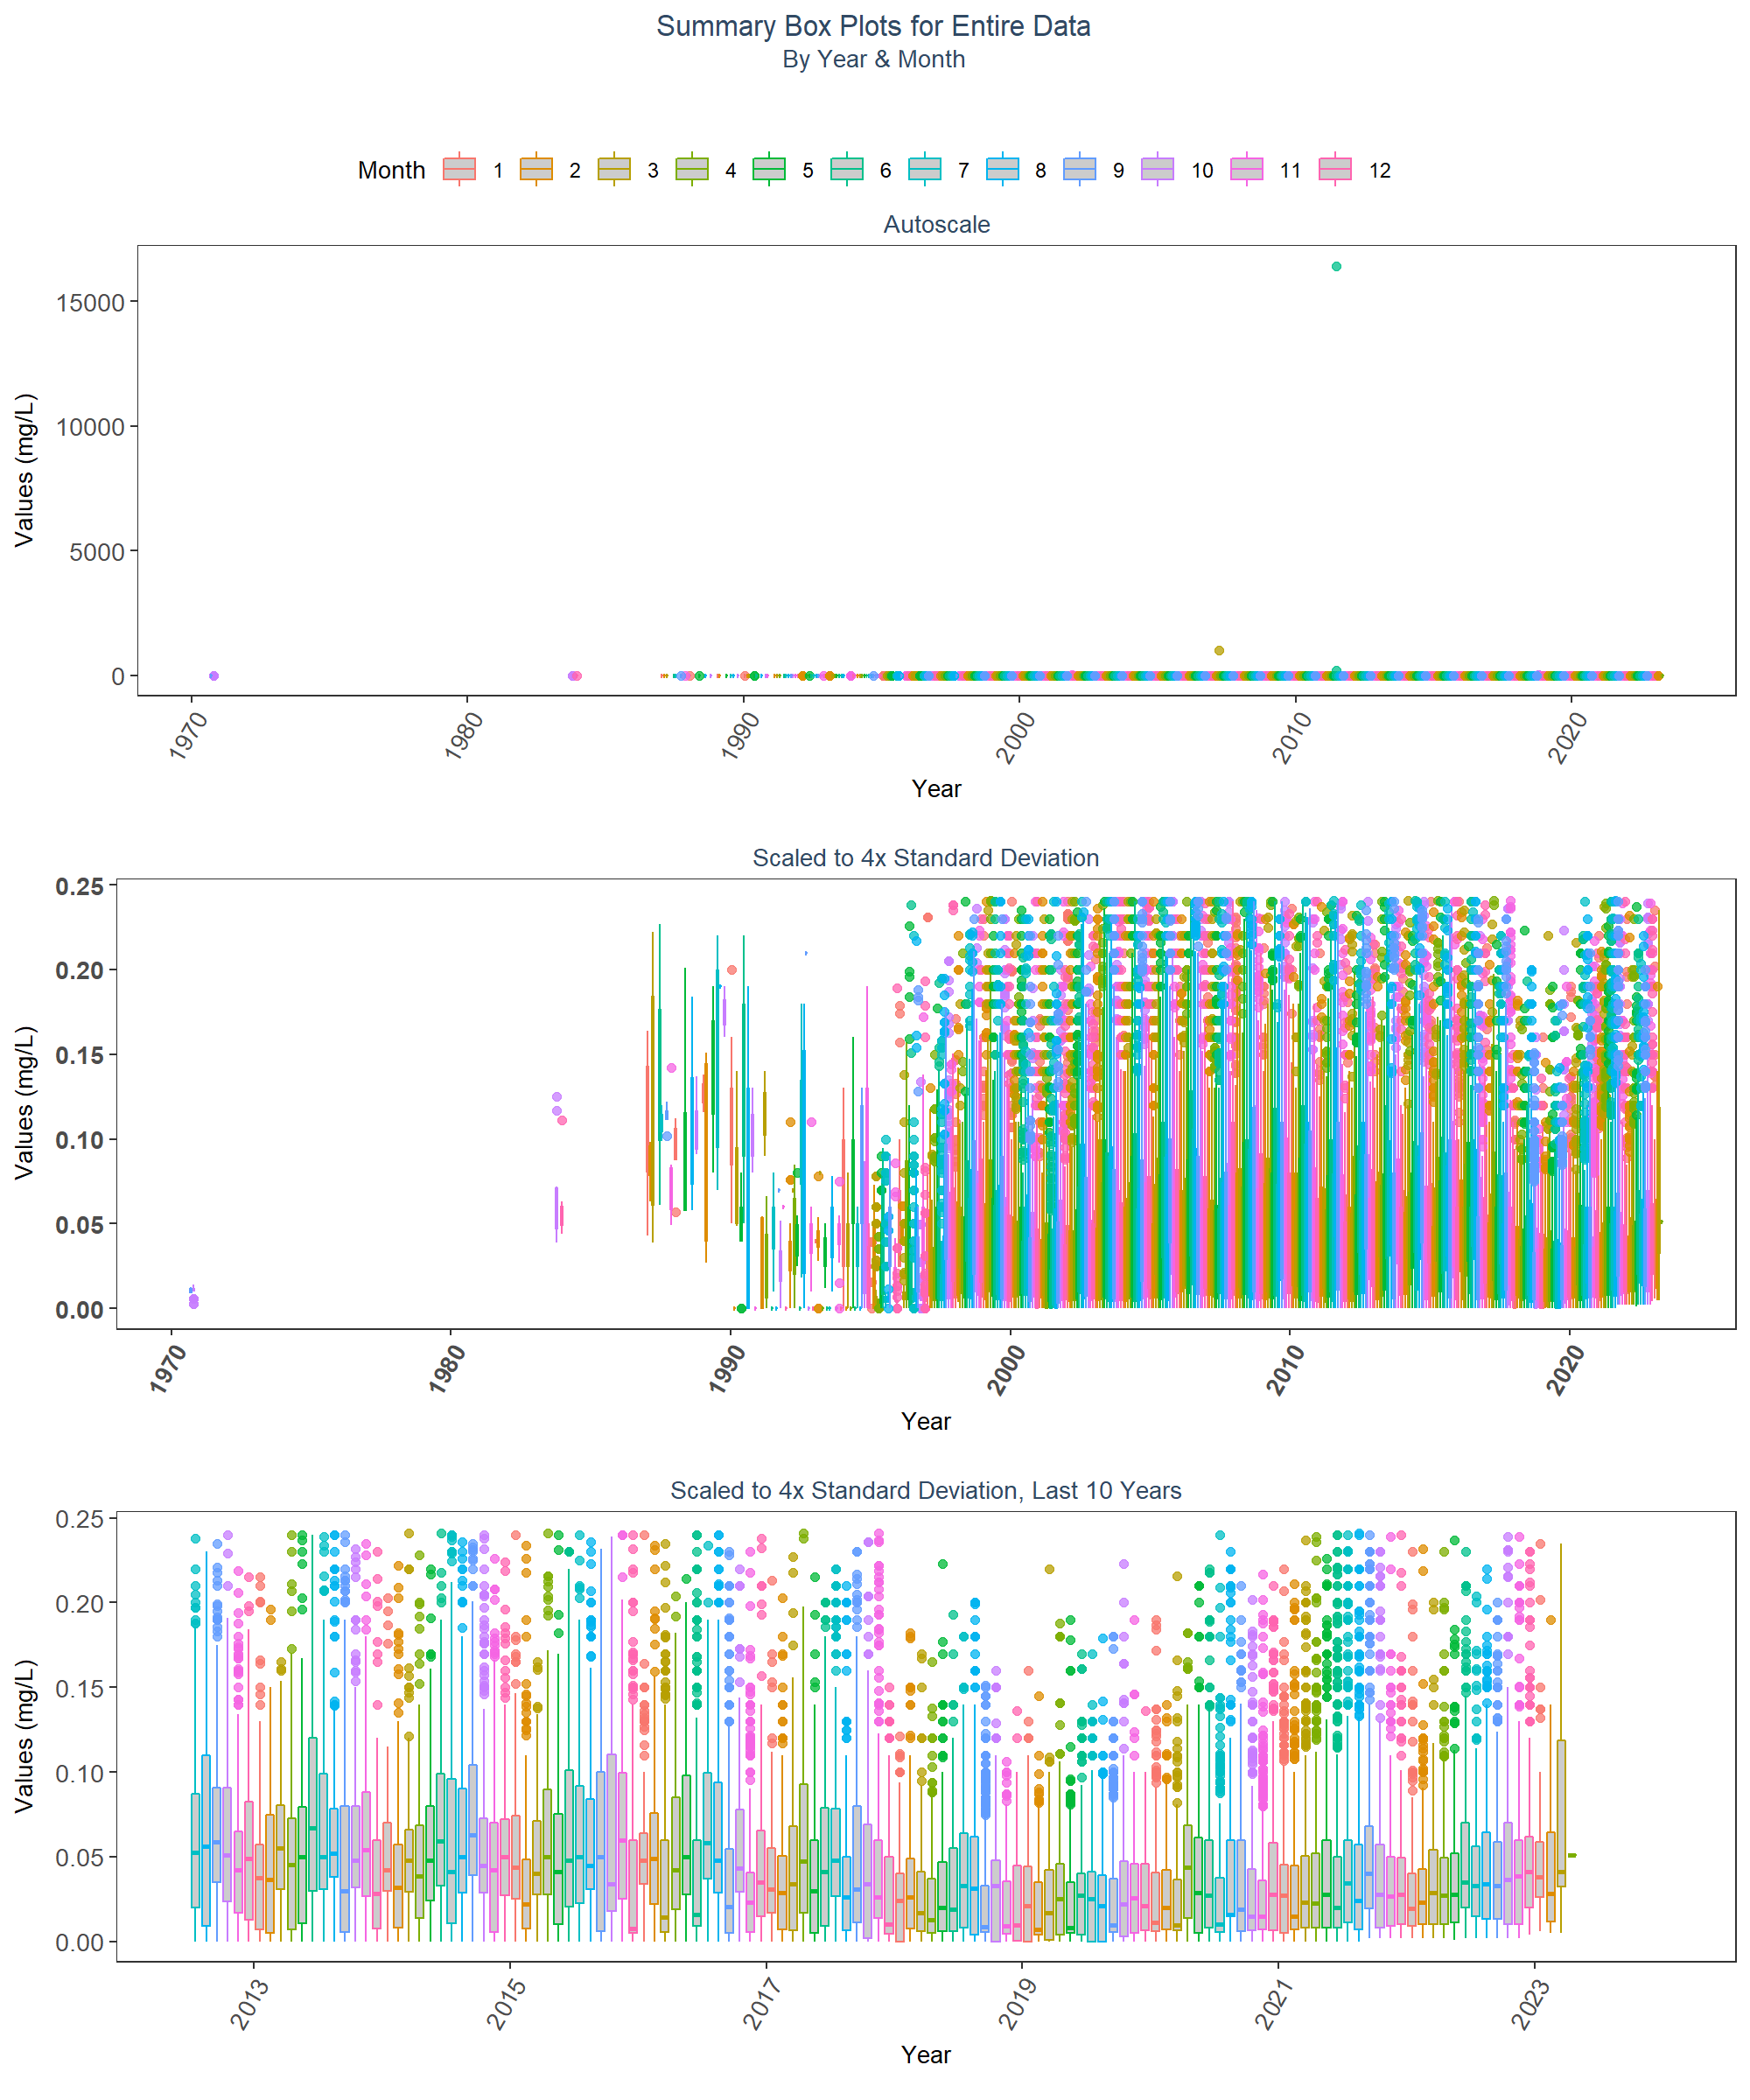 Summary Box Plots for Entire Data
By Year & Month
Month 1 2 3 4 5 6 7 8 9 10 11 12
Autoscale
Values (mg/L)
15000
10000
5000
0
1970 1980 1990 2000 2010 2020
Year
Scaled to 4x Standard Deviation
Values (mg/L)
0.25
0.20
0.15
0.10
0.05
0.00
1970 1980 1990 2000 2010 2020
Year
Scaled to 4x Standard Deviation, Last 10 Years
Values (mg/L)
0.25
0.20
0.15
0.10
0.05
0.00
2013 2015 2017 2019 2021 2023
Year